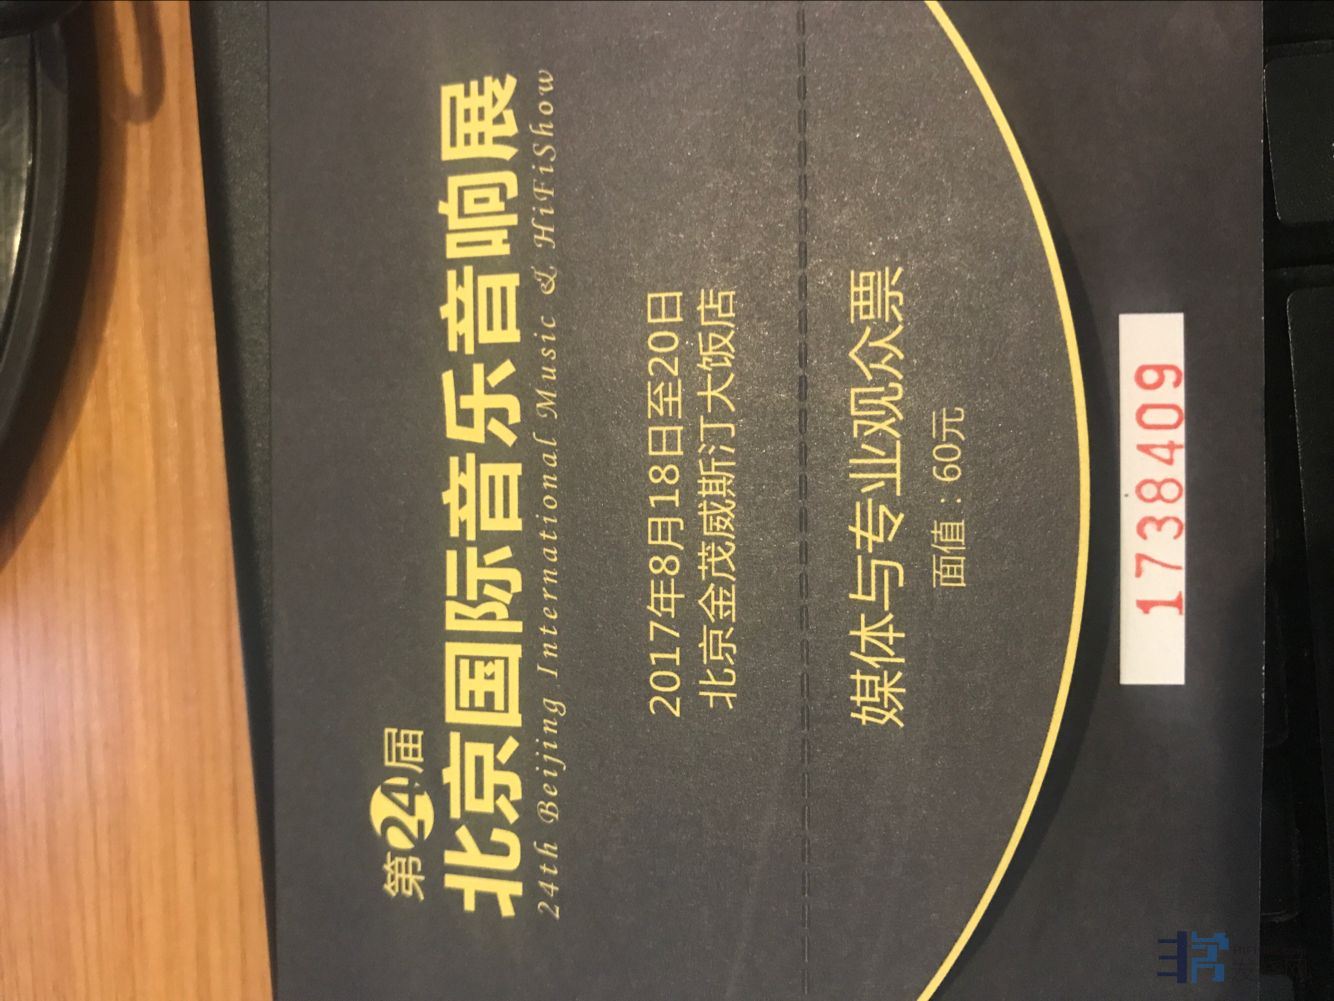 第24届
北京国际音乐音响展
24th Beijing International Music & HiFiShow
2017年8月18日至20日
北京金茂威斯汀大饭店
媒体与专业观众票
面值：60元
1738409